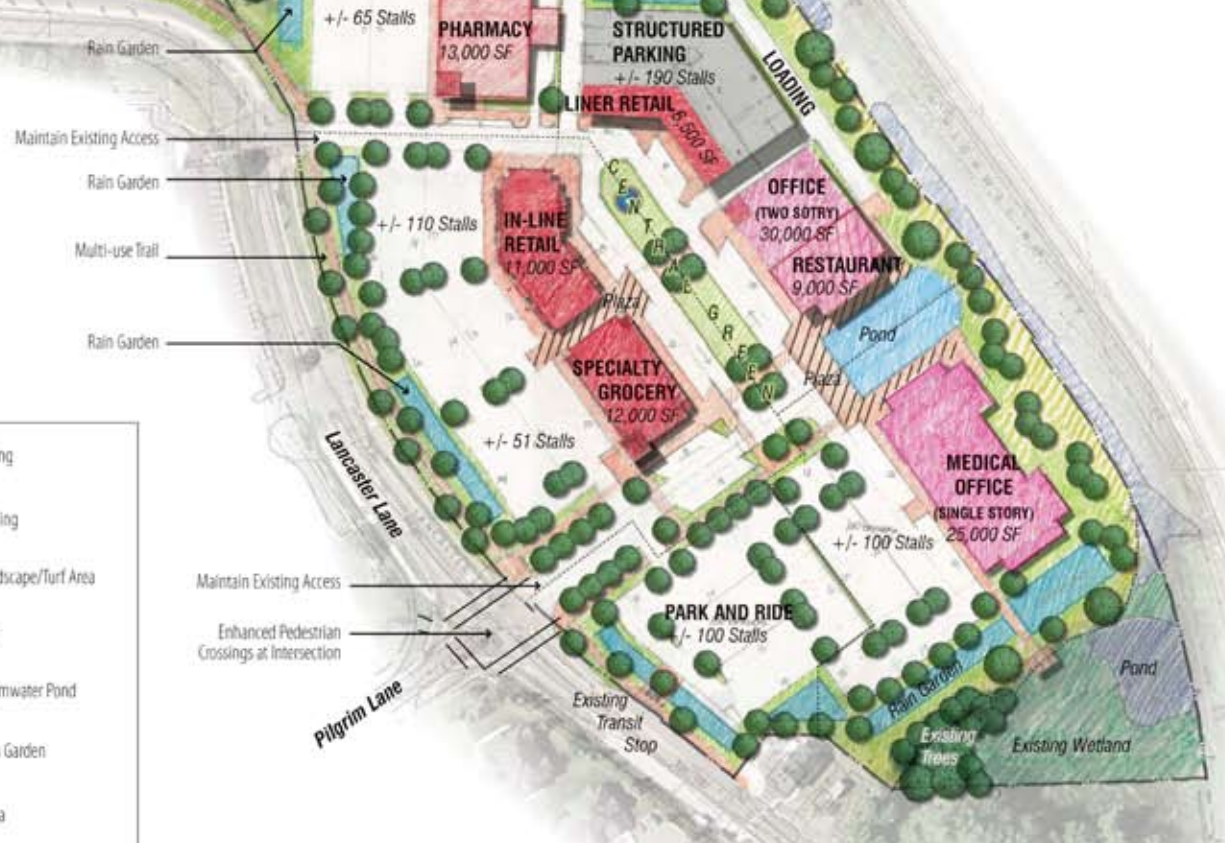 +/- 65 Stalls
PHARMACY
13,000 SF
STRUCTURED
PARKING
+/- 190 Stalls
LOADING
Rain Garden
LINER RETAIL
6,500 SF
Maintain Existing Access
Rain Garden
+/- 110 Stalls
IN-LINE
RETAIL
11,000 SF
CENTRAL GREEN
OFFICE
(TWO SOTRY)
30,000 SF
RESTAURANT
9,000 SF
Multi-use Trail
Plaza
Pond
Rain Garden
SPECIALTY
GROCERY
12,000 SF
Plaza
+/- 51 Stalls
Lancaster Lane
MEDICAL
OFFICE
(SINGLE STORY)
25,000 SF
+/- 100 Stalls
Maintain Existing Access
Enhanced Pedestrian
Crossings at Intersection
PARK AND RIDE
+/- 100 Stalls
Pilgrim Lane
Existing
Transit
Stop
Rain Garden
Pond
Existing
Trees
Existing Wetland
ng
ing
dscape/Turf Area
mwater Pond
Garden
a